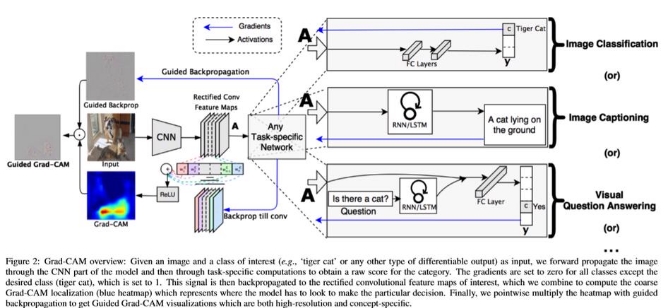 Gradients
Activations
A
c Tiger Cat
FC Layers
Y
Image Classification
(or)
Guided Backpropagation
Rectified Conv
Feature Maps
Guided Backprop
A
CNN
Any
Task-specific
Network
A
RNN/LSTM
A cat lying on
the ground
Image Captioning
(or)
Guided Grad-CAM
Input
ReLU
Backprop till conv
Grad-CAM
A
Is there a cat?
Question
RNN/LSTM
FC Layer
c Yes
Y
Visual
Question Answering
(or)
...
Figure 2: Grad-CAM overview: Given an image and a class of interest (e.g., 'tiger cat' or any other type of differentiable output) as input, we forward propagate the image
through the CNN part of the model and then through task-specific computations to obtain a raw score for the category. The gradients are set to zero for all classes except the
desired class (tiger cat), which is set to 1. This signal is then backpropagated to the rectified convolutional feature maps of interest, which we combine to compute the coarse
Grad-CAM localization (blue heatmap) which represents where the model has to look to make the particular decision. Finally, we pointwise multiply the heatmap with guided
backpropagation to get Guided Grad-CAM visualizations which are both high-resolution and concept-specific.